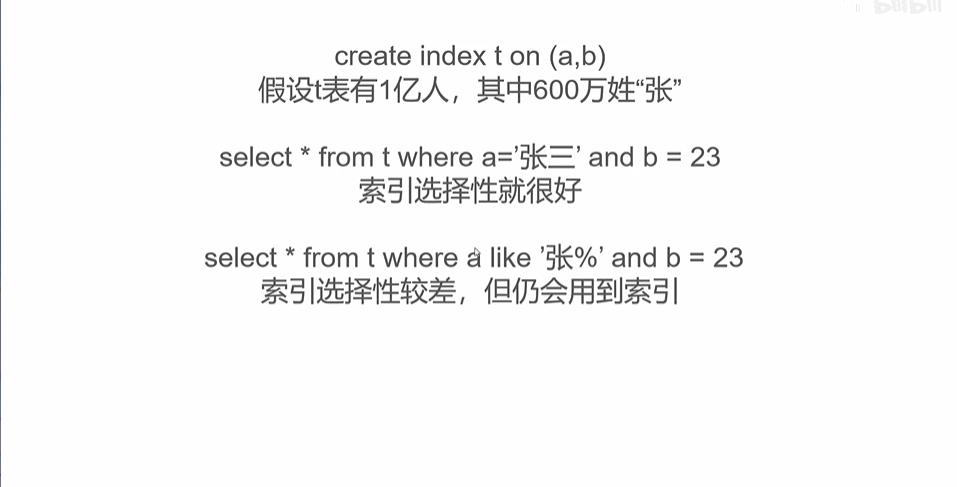 create index t on (a,b)
假设t表有1亿人，其中600万姓“张”
select * from t where a=’张三’ and b = 23
索引选择性就很好
select * from t where a like ’张%’ and b = 23
索引选择性较差，但仍会用到索引